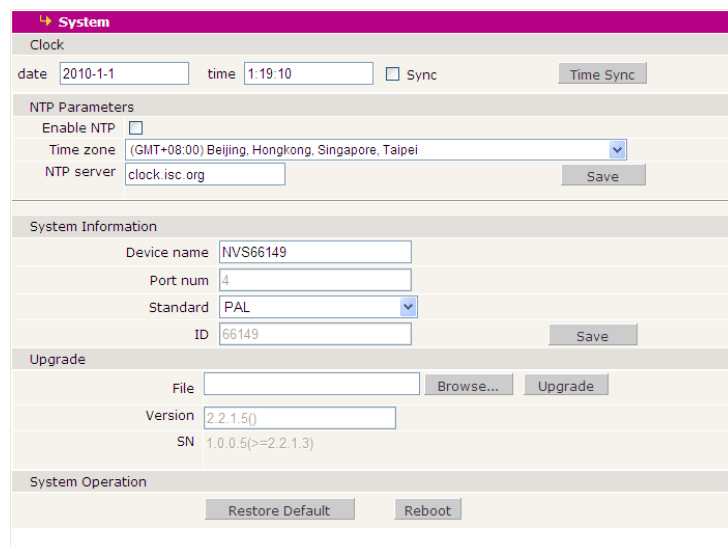 System
Clock
date 2010-1-1 time 1:19:10 Sync Time Sync
NTP Parameters
Enable NTP
Time zone (GMT+08:00) Beijing, Hongkong, Singapore, Taipei
NTP server clock.isc.org Save
System Information
Device name NVS66149
Port num 4
Standard PAL
ID 66149 Save
Upgrade
File Browse... Upgrade
Version 2.2.1.5()
SN 1.0.0.5(>=2.2.1.3)
System Operation
Restore Default Reboot